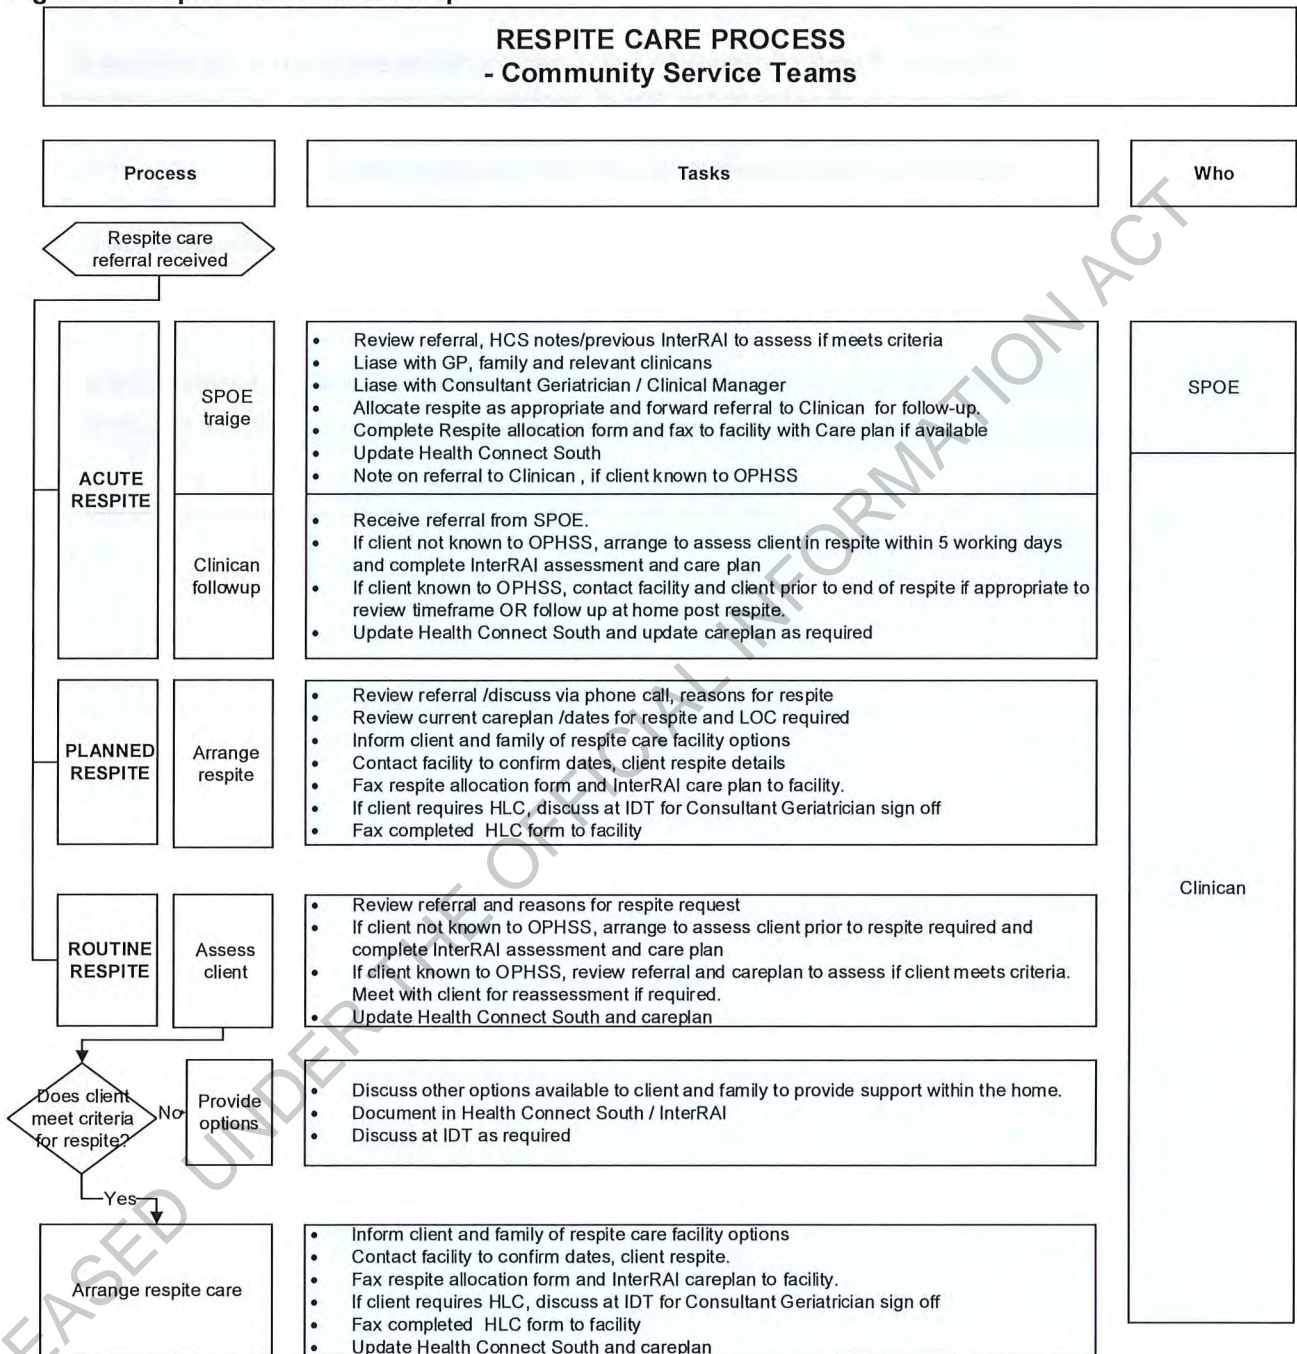 RESPITE CARE PROCESS
- Community Service Teams
Process
Tasks
Who
Respite care
referral received
ACUTE
RESPITE
SPOE
traige
• Review referral, HCS notes/previous InterRAI to assess if meets criteria
• Liase with GP, family and relevant clinicans
• Liase with Consultant Geriatrician / Clinical Manager
• Allocate respite as appropriate and forward referral to Clinican for follow-up.
• Complete Respite allocation form and fax to facility with Care plan if available
• Update Health Connect South
• Note on referral to Clinican , if client known to OPHSS
SPOE
Clinican
followup
• Receive referral from SPOE.
• If client not known to OPHSS, arrange to assess client in respite within 5 working days
and complete InterRAI assessment and care plan
• If client known to OPHSS, contact facility and client prior to end of respite if appropriate to
review timeframe OR follow up at home post respite.
• Update Health Connect South and update careplan as required
PLANNED
RESPITE
Arrange
respite
• Review referral /discuss via phone call, reasons for respite
• Review current careplan /dates for respite and LOC required
• Inform client and family of respite care facility options
• Contact facility to confirm dates, client respite details
• Fax respite allocation form and InterRAI care plan to facility.
• If client requires HLC, discuss at IDT for Consultant Geriatrician sign off
• Fax completed HLC form to facility
Clinican
ROUTINE
RESPITE
Assess
client
• Review referral and reasons for respite request
• If client not known to OPHSS, arrange to assess client prior to respite required and
complete InterRAI assessment and care plan
• If client known to OPHSS, review referral and careplan to assess if client meets criteria.
Meet with client for reassessment if required.
• Update Health Connect South and careplan
Does client
meet criteria
for respite?
No
Provide
options
• Discuss other options available to client and family to provide support within the home.
• Document in Health Connect South / InterRAI
• Discuss at IDT as required
Yes
Arrange respite care
• Inform client and family of respite care facility options
• Contact facility to confirm dates, client respite.
• Fax respite allocation form and InterRAI careplan to facility.
• If client requires HLC, discuss at IDT for Consultant Geriatrician sign off
• Fax completed HLC form to facility
• Update Health Connect South and careplan
EASED UNDER THE OFFICIAL INFORMATION ACT